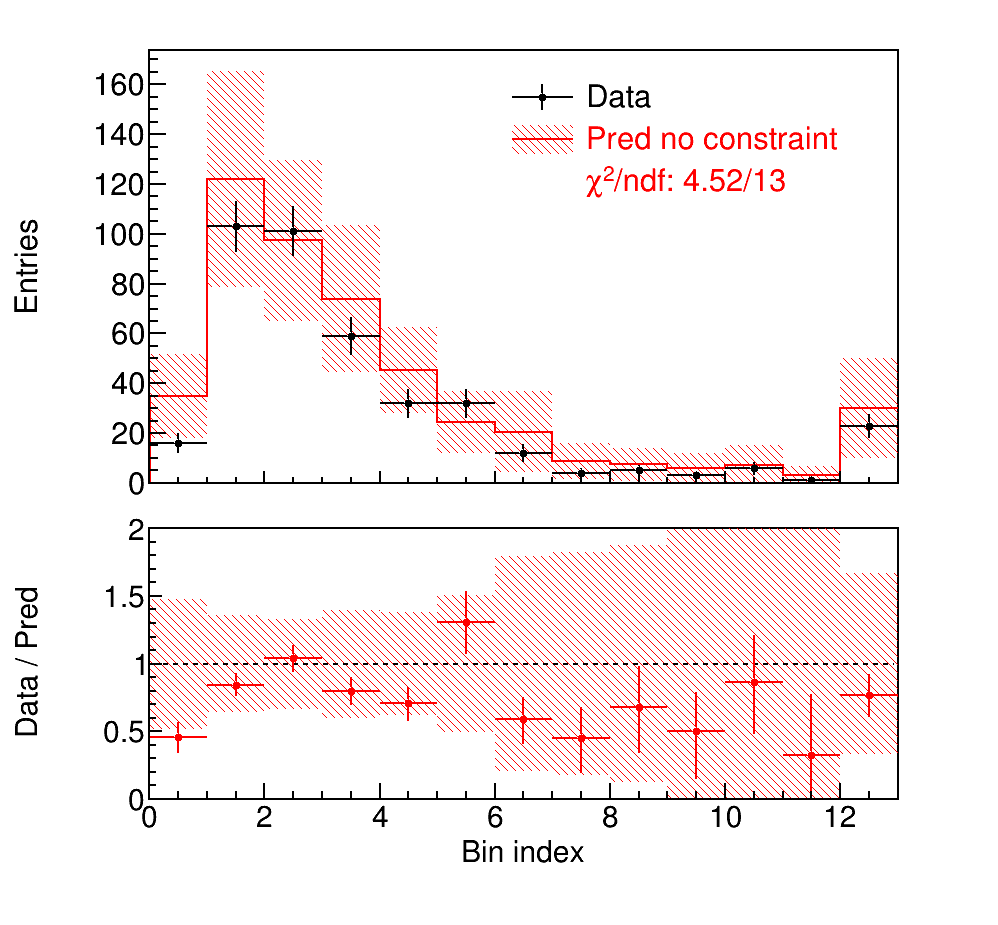 160
140
120
100
80
60
40
20
0
Entries
Data
Pred no constraint
χ²/ndf: 4.52/13
2
1.5
1
0.5
0
Data / Pred
0 2 4 6 8 10 12
Bin index